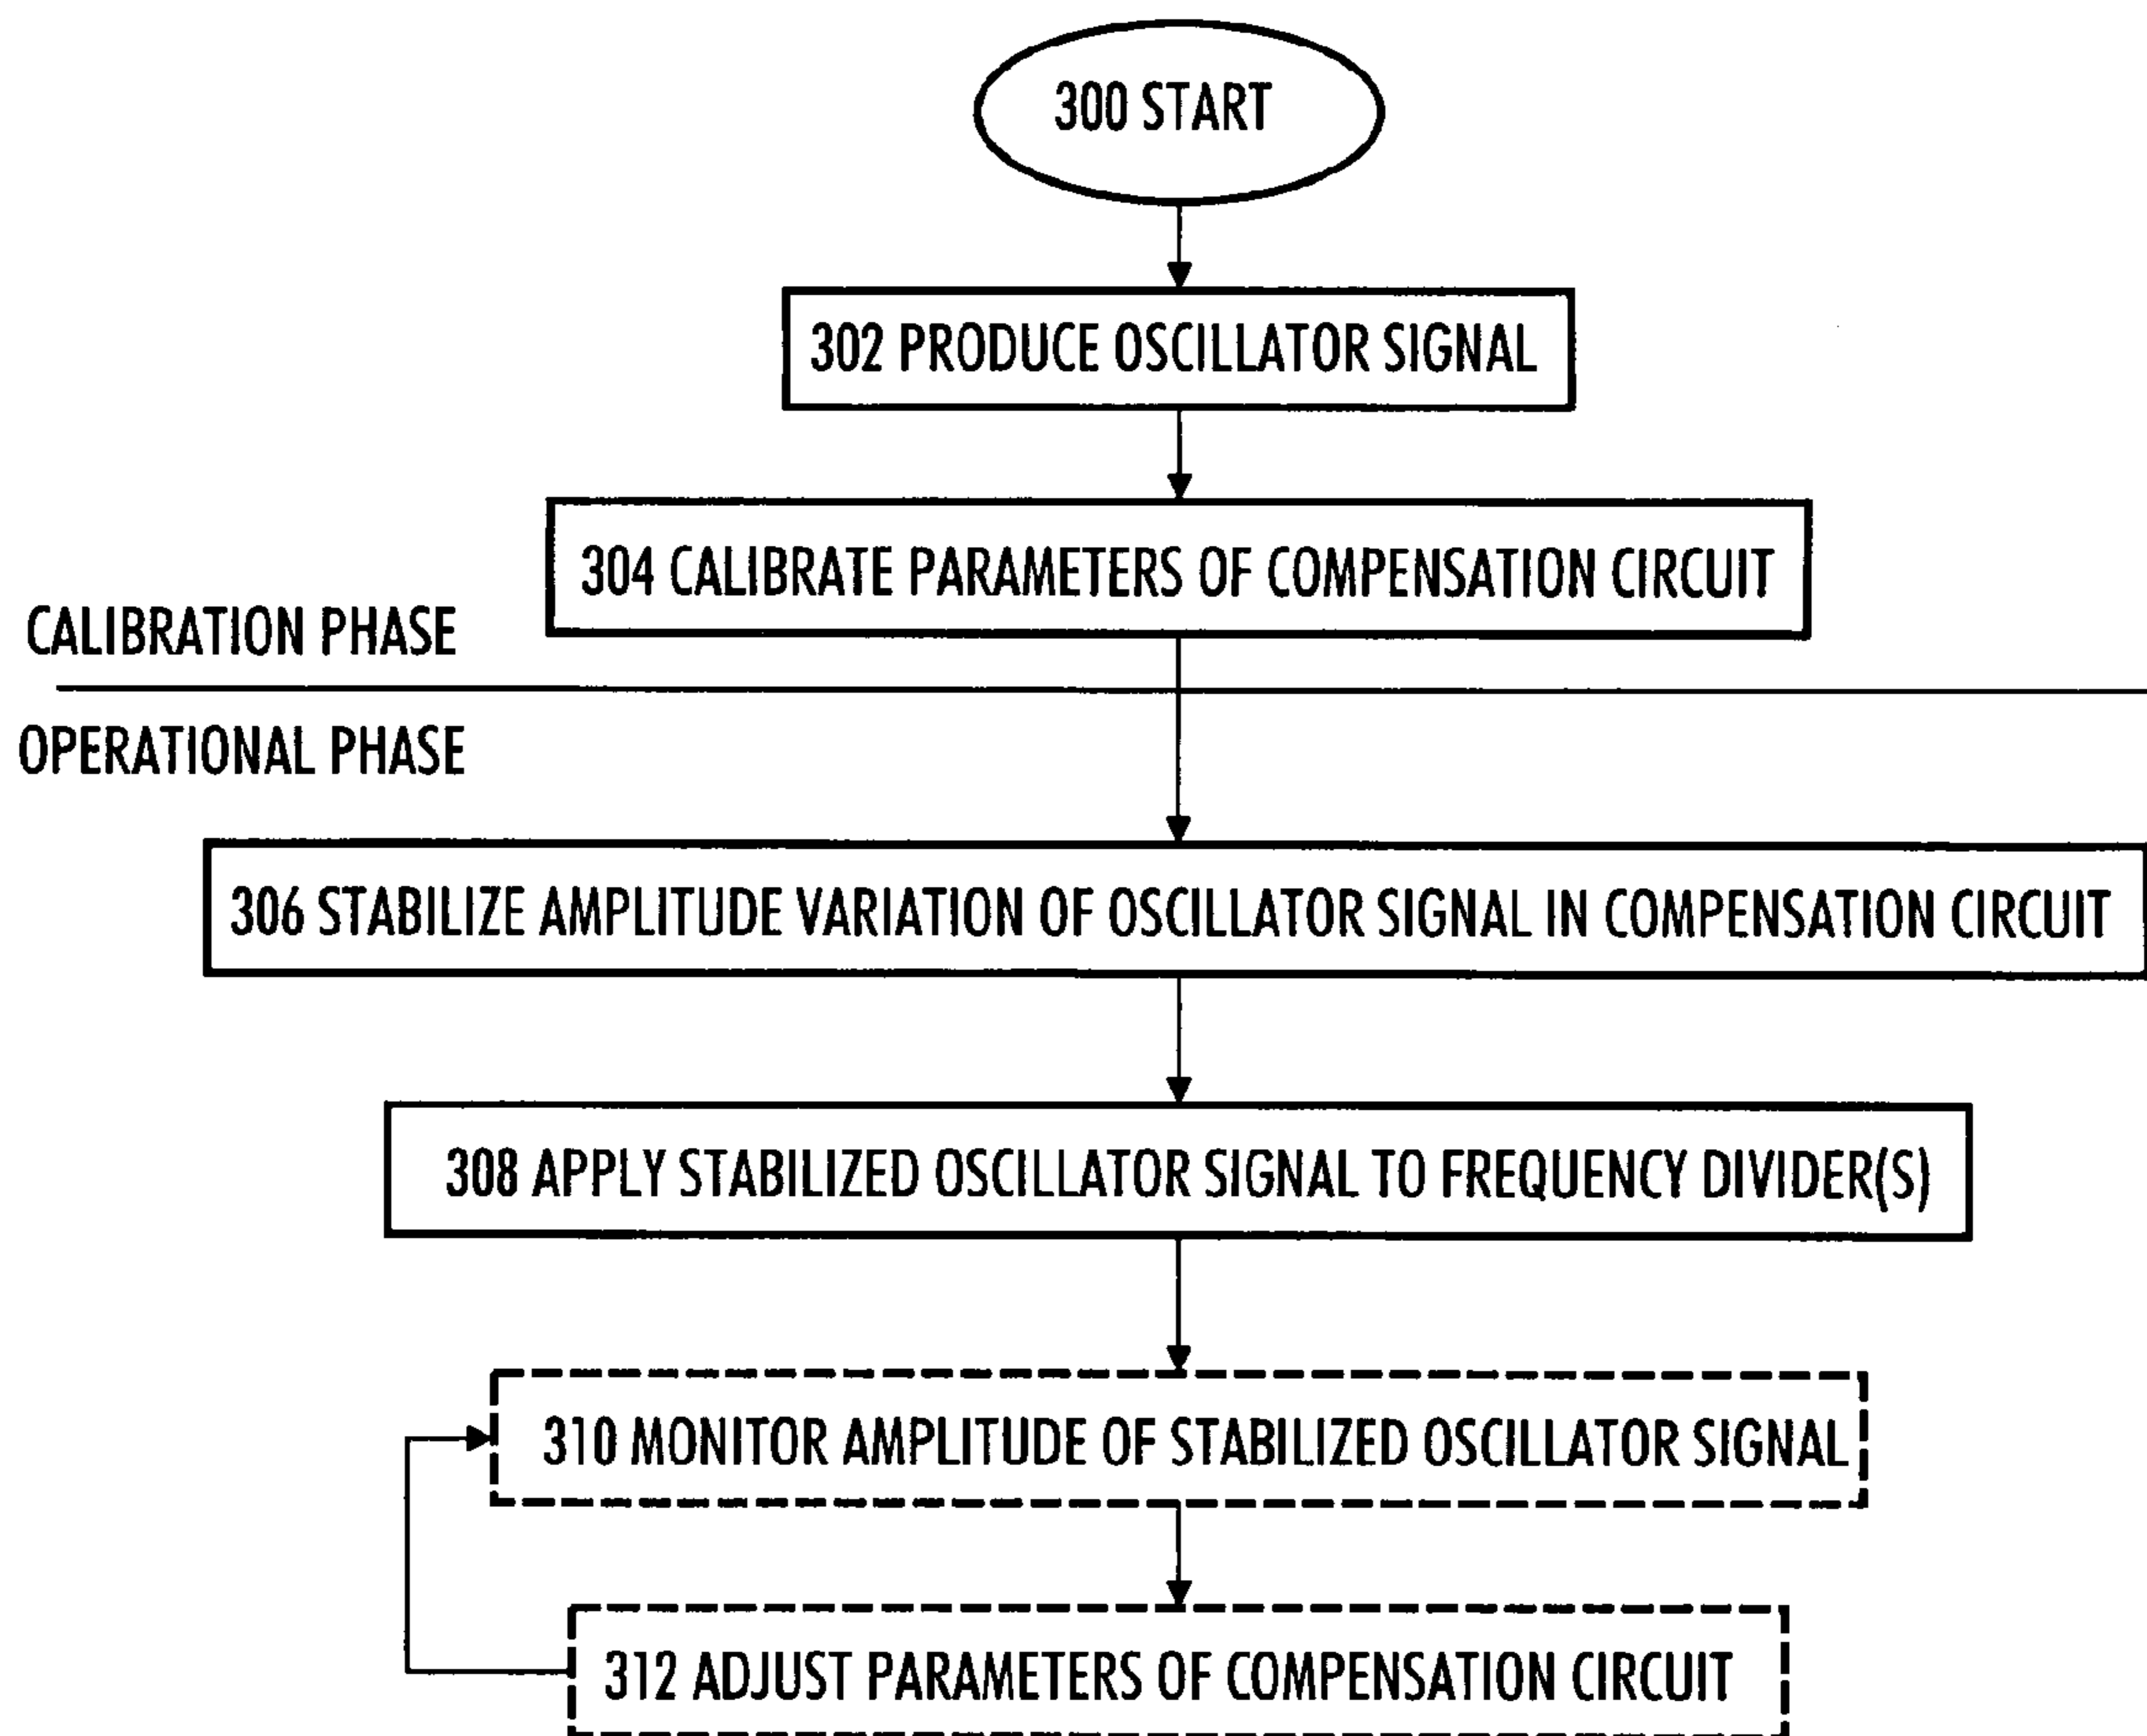 300 START
302 PRODUCE OSCILLATOR SIGNAL
304 CALIBRATE PARAMETERS OF COMPENSATION CIRCUIT
CALIBRATION PHASE
OPERATIONAL PHASE
306 STABILIZE AMPLITUDE VARIATION OF OSCILLATOR SIGNAL IN COMPENSATION CIRCUIT
308 APPLY STABILIZED OSCILLATOR SIGNAL TO FREQUENCY DIVIDER(S)
310 MONITOR AMPLITUDE OF STABILIZED OSCILLATOR SIGNAL
312 ADJUST PARAMETERS OF COMPENSATION CIRCUIT